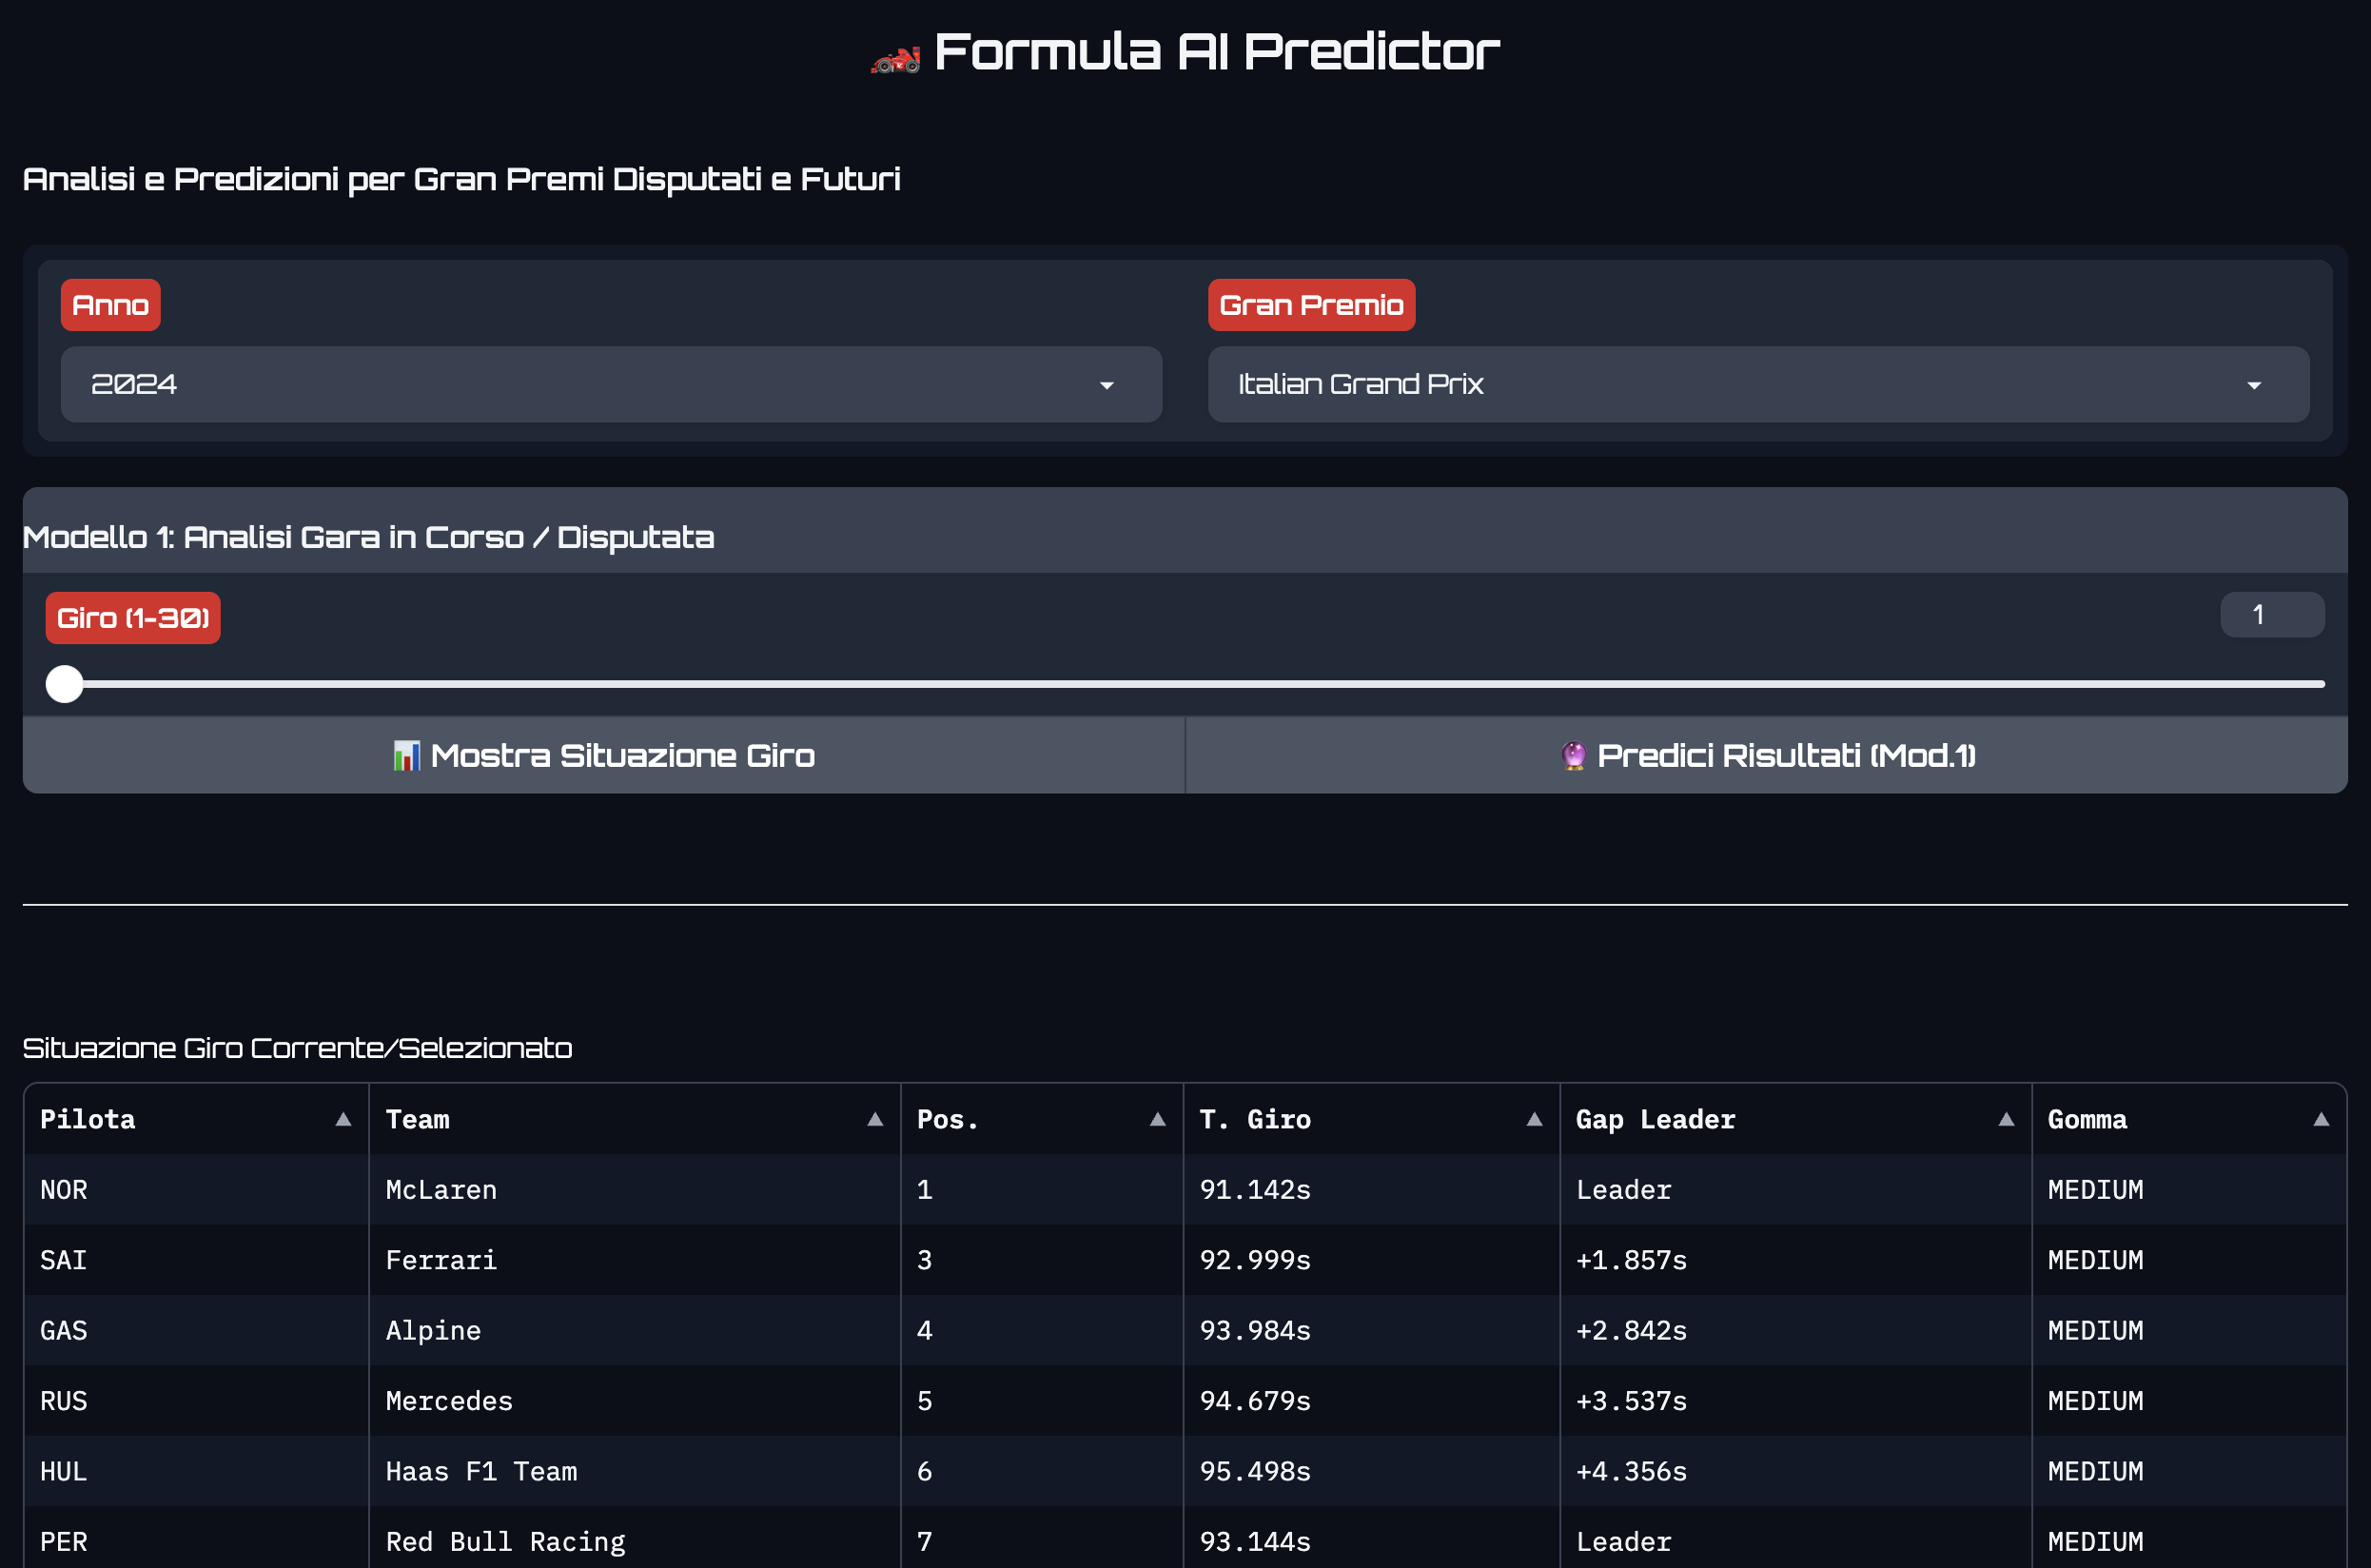 Formula AI Predictor
Analisi e Predizioni per Gran Premi Disputati e Futuri
Anno Gran Premio
2024 Italian Grand Prix
Modello 1: Analisi Gara in Corso / Disputata
Giro (1-30) 1
Mostra Situazione Giro Predici Risultati (Mod.1)
Situazione Giro Corrente/Selezionato
Pilota Team Pos. T. Giro Gap Leader Gomma
NOR McLaren 1 91.142s Leader MEDIUM
SAI Ferrari 3 92.999s +1.857s MEDIUM
GAS Alpine 4 93.984s +2.842s MEDIUM
RUS Mercedes 5 94.679s +3.537s MEDIUM
HUL Haas F1 Team 6 95.498s +4.356s MEDIUM
PER Red Bull Racing 7 93.144s Leader MEDIUM